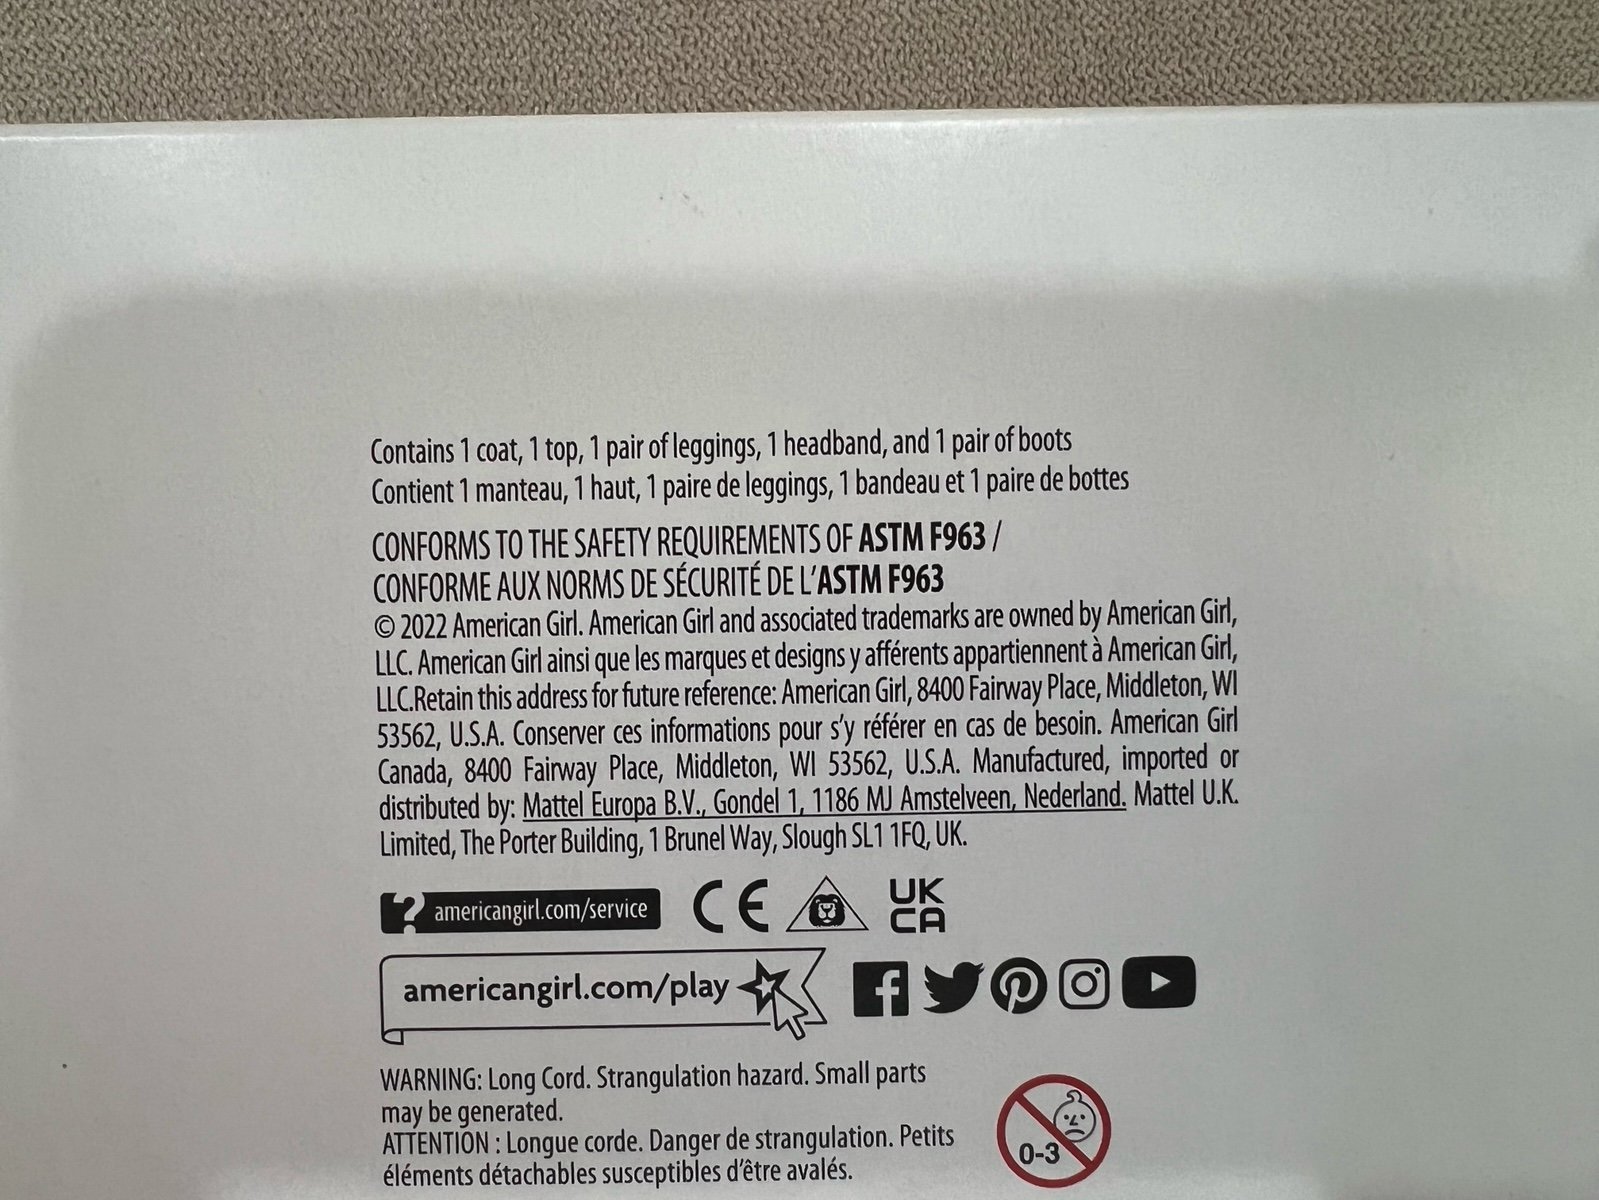 Contains 1 coat, 1 top, 1 pair of leggings, 1 headband, and 1 pair of boots
Contient 1 manteau, 1 haut, 1 paire de leggings, 1 bandeau et 1 paire de bottes
CONFORMS TO THE SAFETY REQUIREMENTS OF ASTM F963 /
CONFORME AUX NORMS DE SÉCURITÉ DE L'ASTM F963
© 2022 American Girl. American Girl and associated trademarks are owned by American Girl,
LLC. American Girl ainsi que les marques et designs y afférents appartiennent à American Girl,
LLC.Retain this address for future reference: American Girl, 8400 Fairway Place, Middleton, WI
53562, U.S.A. Conserver ces informations pour s'y référer en cas de besoin. American Girl
Canada, 8400 Fairway Place, Middleton, WI 53562, U.S.A. Manufactured, imported or
distributed by: Mattel Europa B.V., Gondel 1, 1186 MJ Amstelveen, Nederland. Mattel U.K.
Limited, The Porter Building, 1 Brunel Way, Slough SL1 1FQ, UK.
? americangirl.com/service CE UK
CA
americangirl.com/play
WARNING: Long Cord. Strangulation hazard. Small parts
may be generated.
ATTENTION : Longue corde. Danger de strangulation. Petits
éléments détachables susceptibles d'être avalés.
0-3